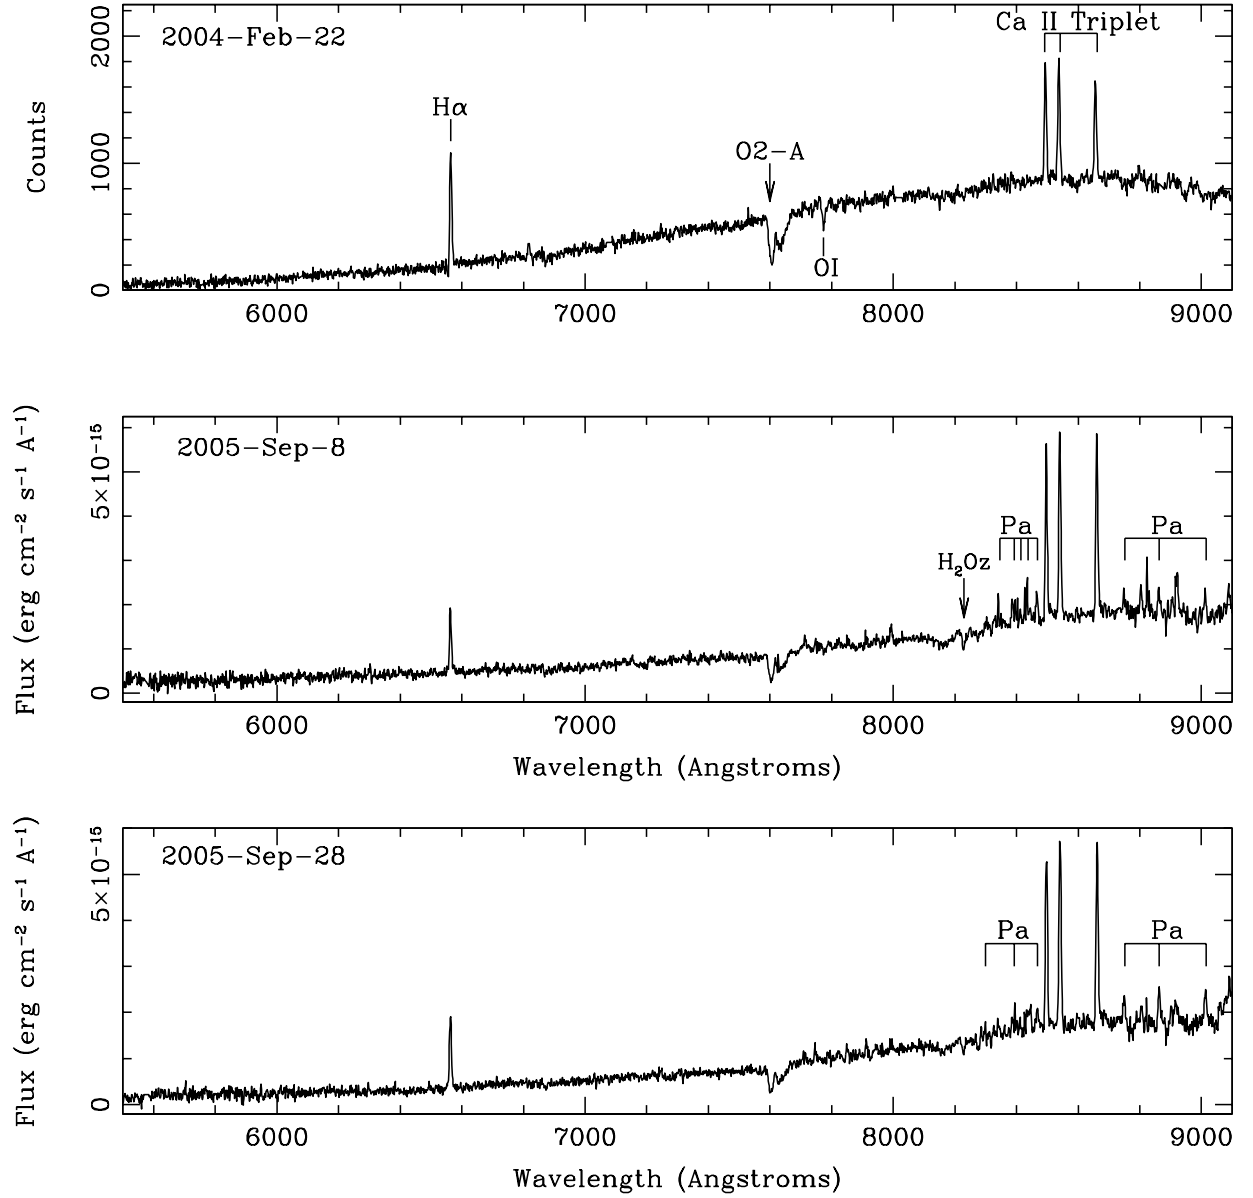 Ca II Triplet
2004−Feb−22
2000
Hα
1000
O2−A
Counts
OI
0
6000 7000 8000 9000
2005−Sep−8
5×10⁻¹⁵
Pa Pa
H₂Oz
Flux (erg cm⁻² s⁻¹ A⁻¹)
0
6000 7000 8000 9000
Wavelength (Angstroms)
2005−Sep−28
5×10⁻¹⁵
Pa Pa
Flux (erg cm⁻² s⁻¹ A⁻¹)
0
6000 7000 8000 9000
Wavelength (Angstroms)